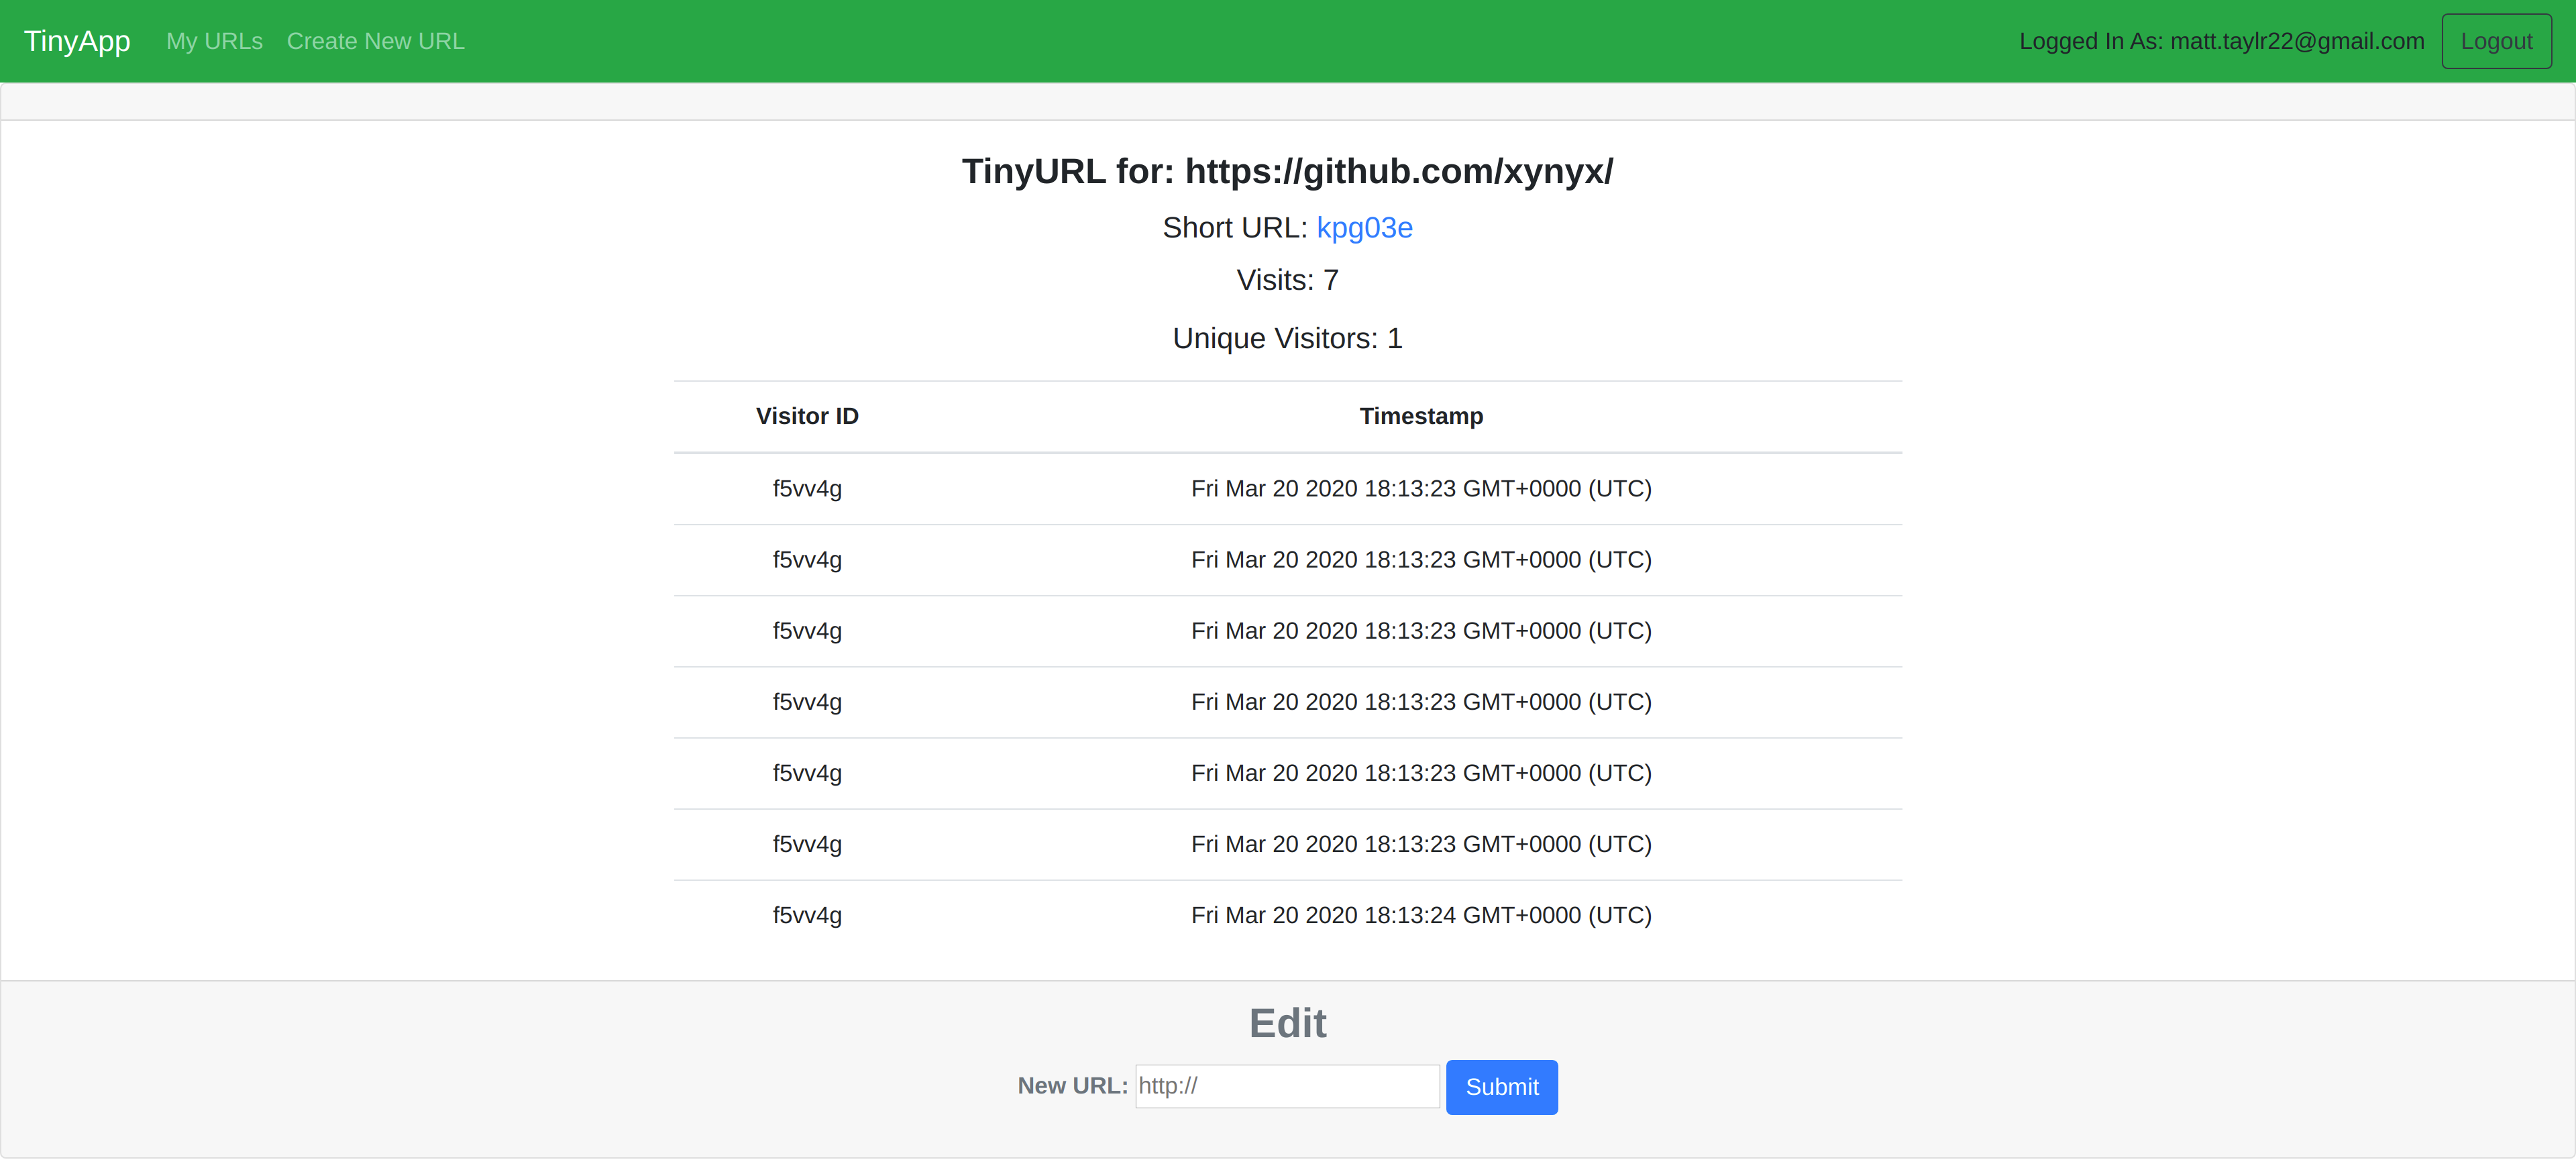 TinyApp My URLs Create New URL Logged In As: matt.taylr22@gmail.com Logout
TinyURL for: https://github.com/xynyx/
Short URL: kpg03e
Visits: 7
Unique Visitors: 1
Visitor ID Timestamp
f5vv4g Fri Mar 20 2020 18:13:23 GMT+0000 (UTC)
f5vv4g Fri Mar 20 2020 18:13:23 GMT+0000 (UTC)
f5vv4g Fri Mar 20 2020 18:13:23 GMT+0000 (UTC)
f5vv4g Fri Mar 20 2020 18:13:23 GMT+0000 (UTC)
f5vv4g Fri Mar 20 2020 18:13:23 GMT+0000 (UTC)
f5vv4g Fri Mar 20 2020 18:13:23 GMT+0000 (UTC)
f5vv4g Fri Mar 20 2020 18:13:24 GMT+0000 (UTC)
Edit
New URL: http:// Submit